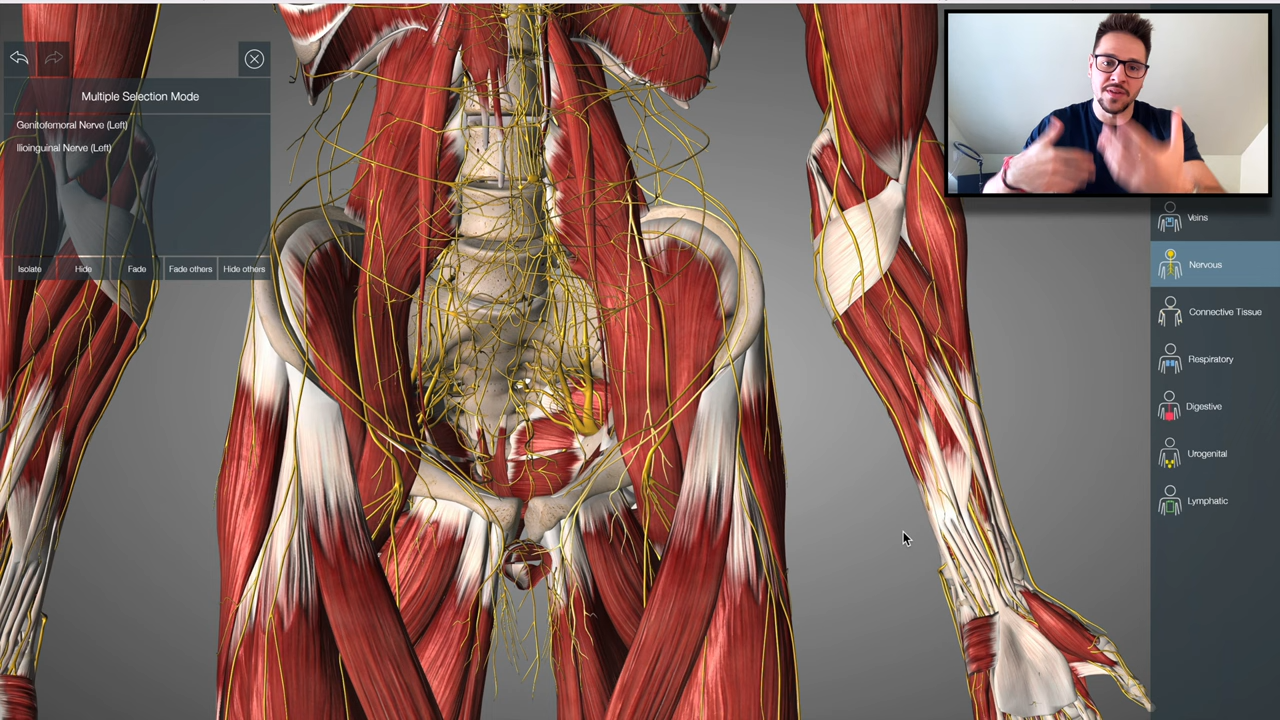 Multiple Selection Mode
Genitofemoral Nerve (Left)
Ilioinguinal Nerve (Left)
Isolate
Hide
Fade
Fade others
Hide others
Veins
Nervous
Connective Tissue
Respiratory
Digestive
Urogenital
Lymphatic